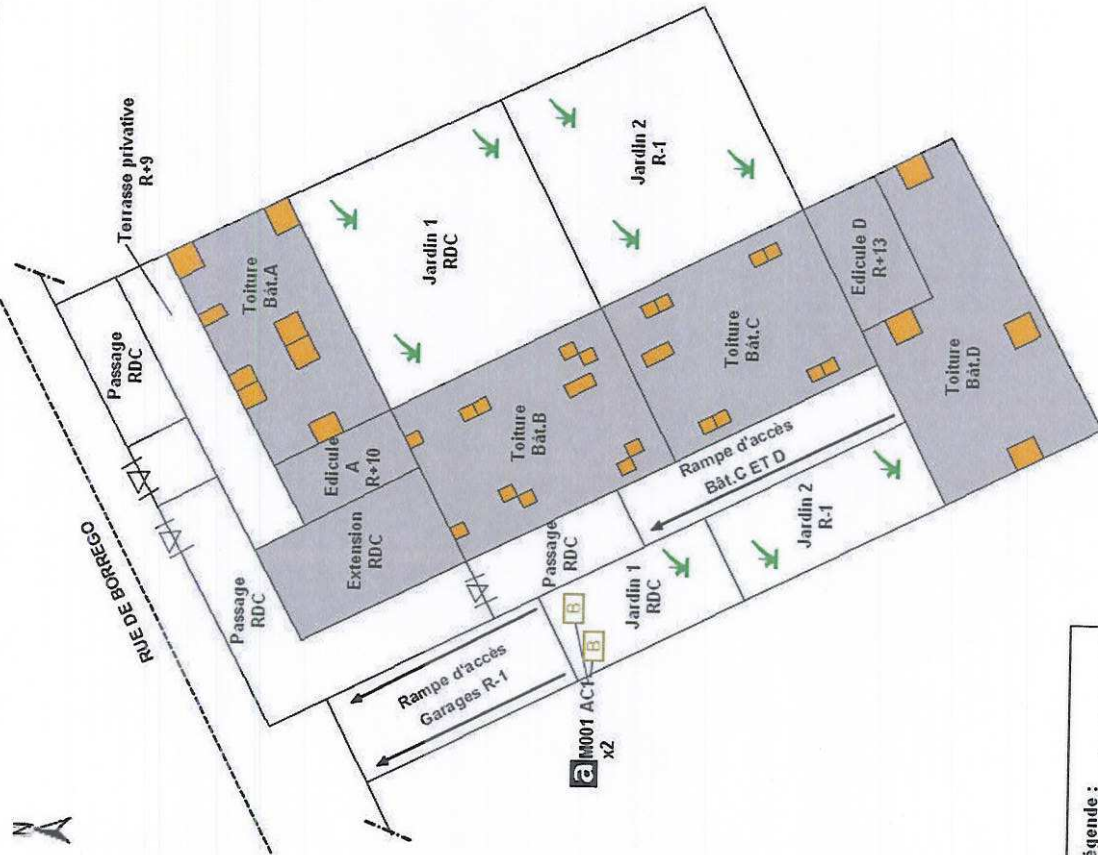 N
RUE DE BORREGO
Terrasse privative
R+9
Passage
RDC
Toiture
Bât.A
Passage
RDC
Edicule
A
R+10
Extension
RDC
Jardin 1
RDC
Jardin 2
R-1
Toiture
Bât.B
Toiture
Bât.C
Edicule D
R+13
Toiture
Bât.D
Passage
RDC
Rampe d'accès
Bât.C ET D
Jardin 1
RDC
Jardin 2
R-1
Rampe d'accès
Garages R-1
B
B
a M001 AC1
x2
égende :